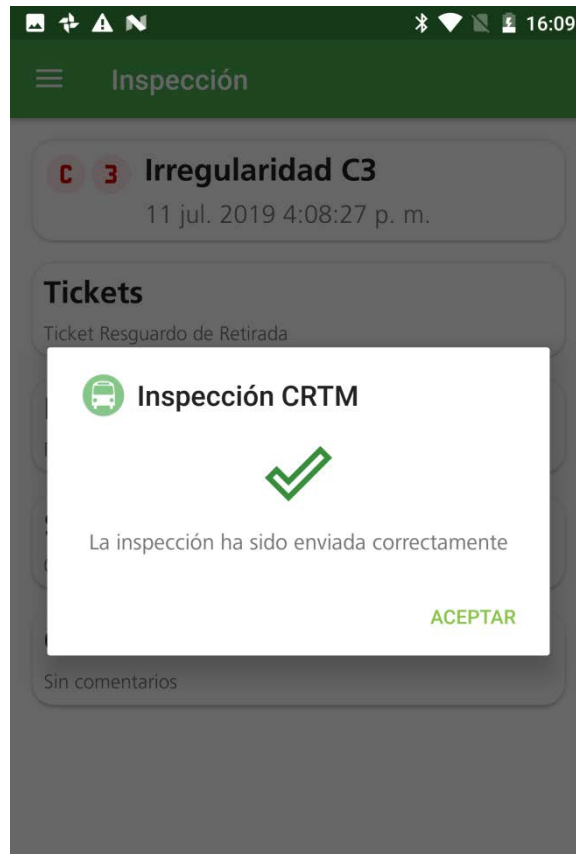 16:09
Inspección
C 3 Irregularidad C3
11 jul. 2019 4:08:27 p. m.
Tickets
Ticket Resguardo de Retirada
Inspección CRTM
La inspección ha sido enviada correctamente
ACEPTAR
Sin comentarios